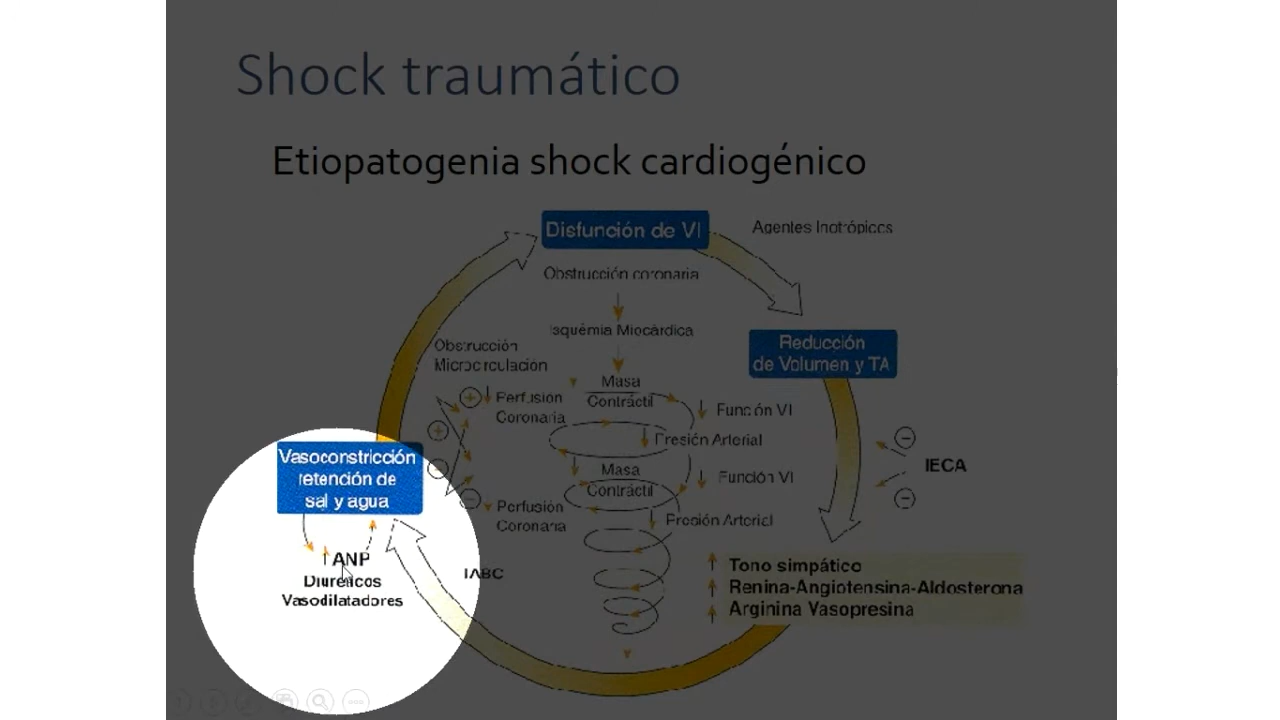 Shock traumático
Etiopatogenia shock cardiogénico
Disfunción de VI
Agentes Inotrópicos
Obstrucción coronaria
Isquémia Miocárdica
Reducción
de Volumen y TA
Obstrucción
Microcirculación
Masa
Contráctil
Perfusión
Coronaria
Función VI
Presión Arterial
IECA
Vasoconstricción
retención de
sal y agua
Masa
Contráctil
Función VI
Perfusión
Coronaria
Presión Arterial
ANP
Diuréticos
Vasodilatadores
IABC
Tono simpático
Renina-Angiotensina-Aldosterona
Arginina Vasopresina